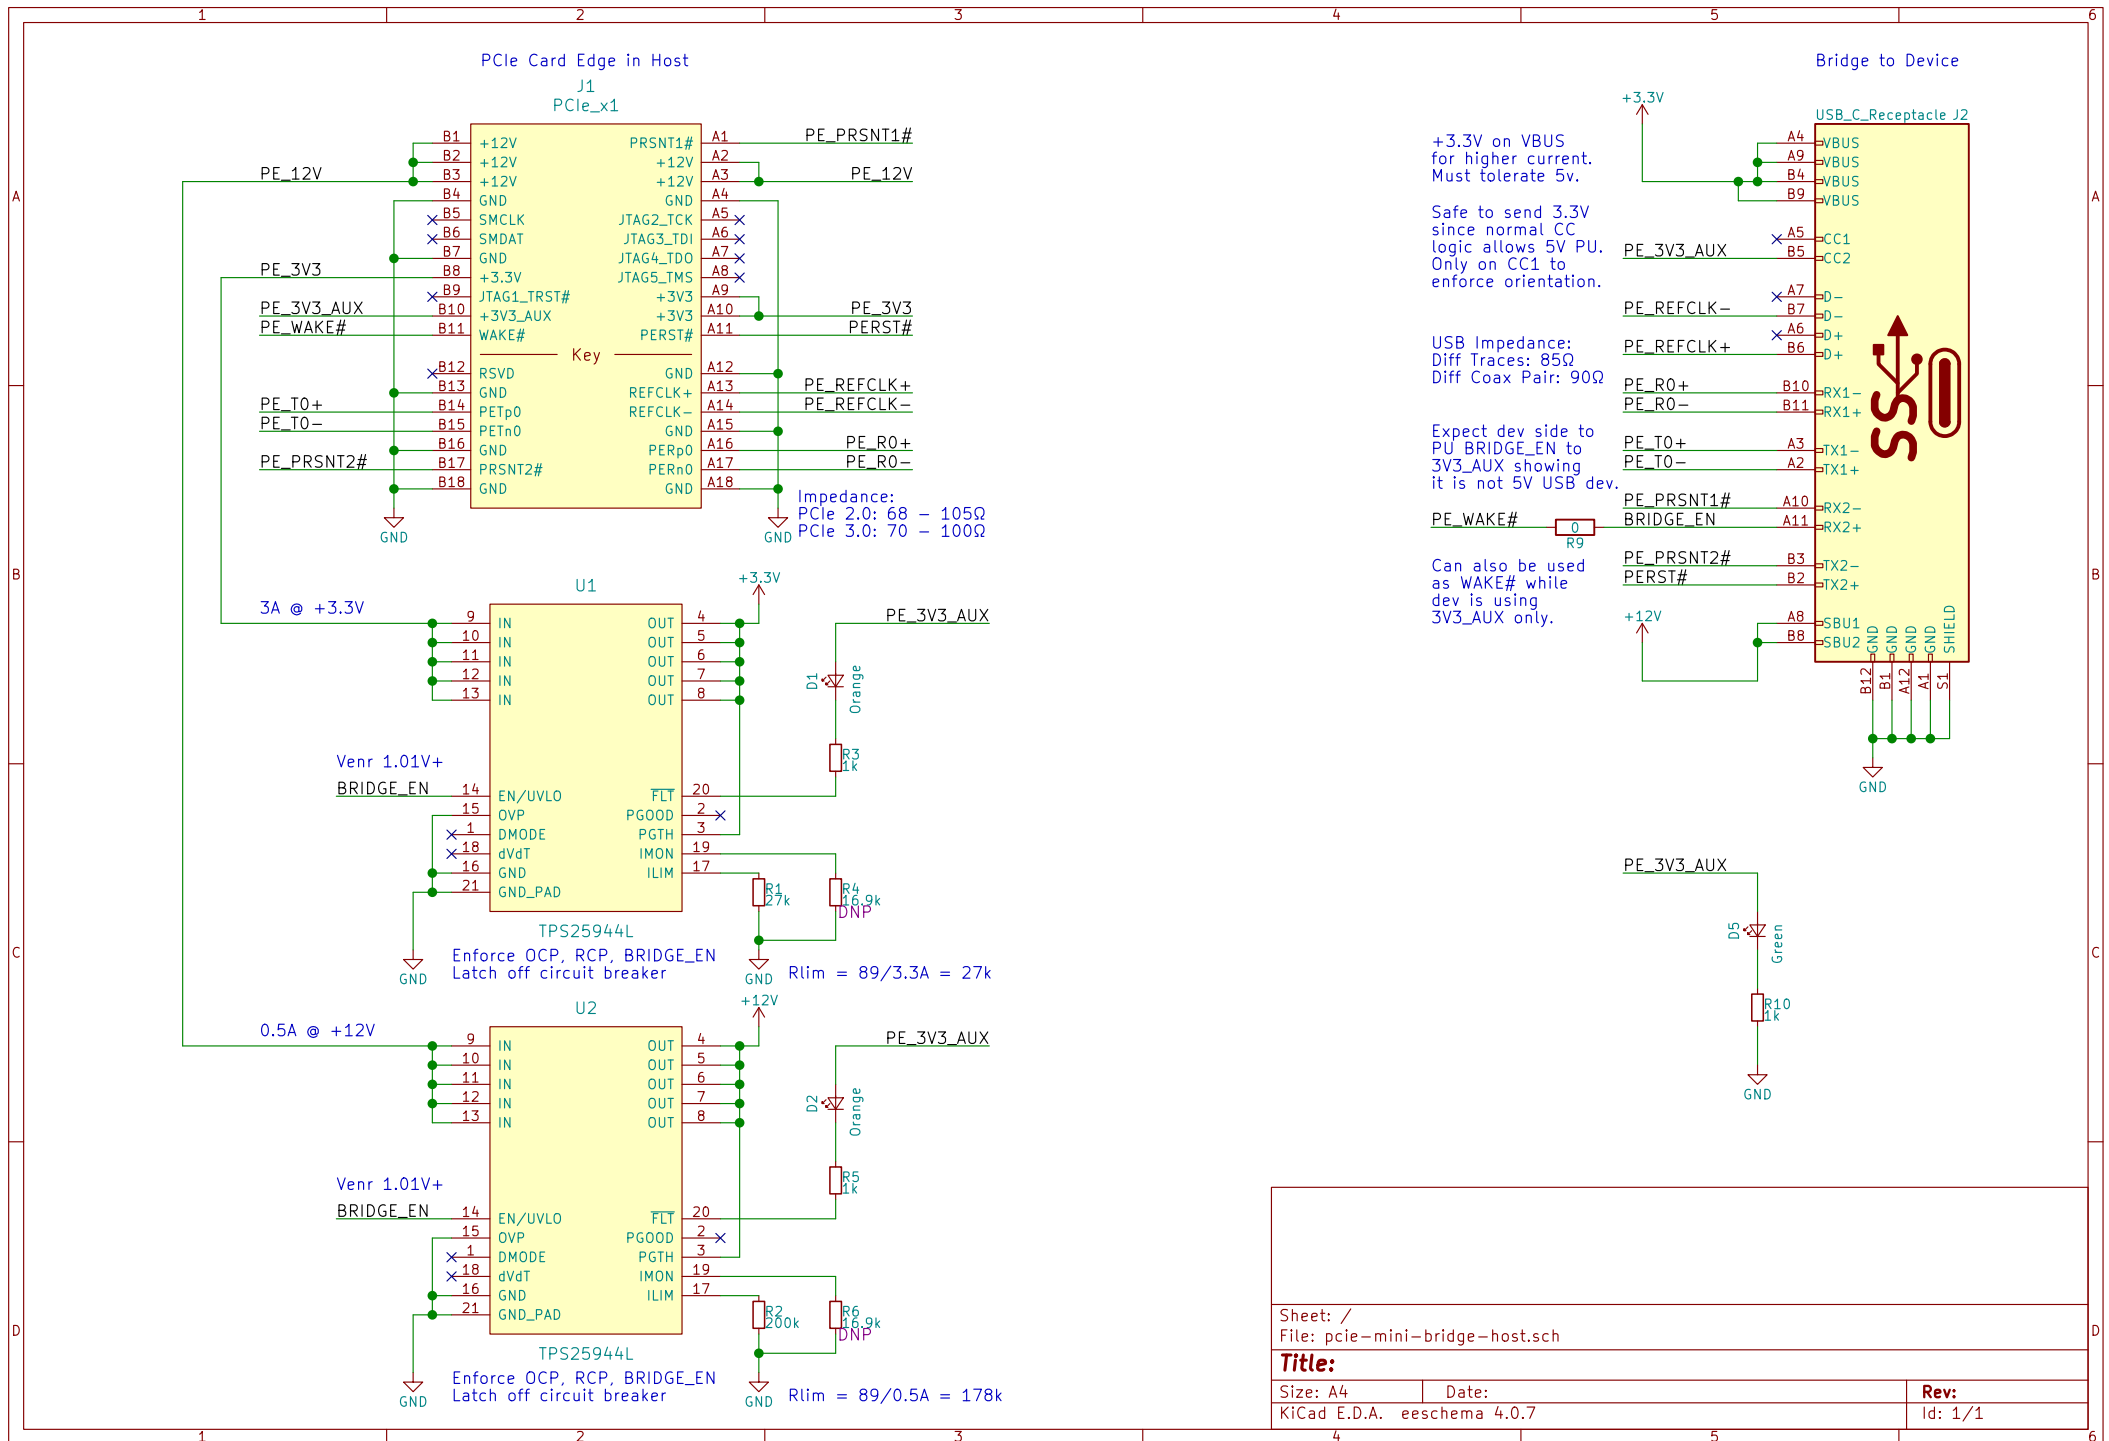 1 2 3 4 5 6
A
B
C
D
PCIe Card Edge in Host
J1
PCIe_x1
B1 +12V PRSNT1# A1 PE_PRSNT1#
B2 +12V +12V A2
PE_12V B3 +12V +12V A3 PE_12V
B4 GND GND A4
B5 SMCLK JTAG2_TCK A5
B6 SMDAT JTAG3_TDI A6
B7 GND JTAG4_TDO A7
PE_3V3 B8 +3.3V JTAG5_TMS A8
B9 JTAG1_TRST# +3V3 A9
PE_3V3_AUX B10 +3V3_AUX +3V3 A10 PE_3V3
PE_WAKE# B11 WAKE# PERST# A11 PERST#
Key
B12 RSVD GND A12
B13 GND REFCLK+ A13 PE_REFCLK+
PE_T0+ B14 PETp0 REFCLK- A14 PE_REFCLK-
PE_T0- B15 PETn0 GND A15
B16 GND PERp0 A16 PE_R0+
PE_PRSNT2# B17 PRSNT2# PERn0 A17 PE_R0-
B18 GND GND A18
GND
GND
Impedance:
PCIe 2.0: 68 - 105Ω
PCIe 3.0: 70 - 100Ω
U1
+3.3V
3A @ +3.3V
9 IN OUT 4 PE_3V3_AUX
10 IN OUT 5
11 IN OUT 6
12 IN OUT 7
13 IN OUT 8
D1
Orange
R3
1k
Venr 1.01V+
BRIDGE_EN 14 EN/UVLO FLT 20
15 OVP PGOOD 2
1 DMODE PGTH 3
18 dVdT IMON 19
16 GND ILIM 17
21 GND_PAD
R1
27k
R4
16.9k
DNP
TPS25944L
Enforce OCP, RCP, BRIDGE_EN
Latch off circuit breaker
GND
GND
Rlim = 89/3.3A = 27k
U2
+12V
0.5A @ +12V
9 IN OUT 4 PE_3V3_AUX
10 IN OUT 5
11 IN OUT 6
12 IN OUT 7
13 IN OUT 8
D2
Orange
R5
1k
Venr 1.01V+
BRIDGE_EN 14 EN/UVLO FLT 20
15 OVP PGOOD 2
1 DMODE PGTH 3
18 dVdT IMON 19
16 GND ILIM 17
21 GND_PAD
R2
200k
R6
16.9k
DNP
TPS25944L
Enforce OCP, RCP, BRIDGE_EN
Latch off circuit breaker
GND
GND
Rlim = 89/0.5A = 178k
Bridge to Device
USB_C_Receptacle J2
+3.3V
+3.3V on VBUS
for higher current.
Must tolerate 5v.
Safe to send 3.3V
since normal CC
logic allows 5V PU.
Only on CC1 to
enforce orientation.
USB Impedance:
Diff Traces: 85Ω
Diff Coax Pair: 90Ω
Expect dev side to
PU BRIDGE_EN to
3V3_AUX showing
it is not 5V USB dev.
Can also be used
as WAKE# while
dev is using
3V3_AUX only.
A4 VBUS
A9 VBUS
B4 VBUS
B9 VBUS
A5 CC1
PE_3V3_AUX B5 CC2
A7 D-
PE_REFCLK- B7 D-
A6 D+
PE_REFCLK+ B6 D+
PE_R0+ B10 RX1-
PE_R0- B11 RX1+
PE_T0+ A3 TX1-
PE_T0- A2 TX1+
PE_PRSNT1# A10 RX2-
PE_WAKE# 0 R9 BRIDGE_EN A11 RX2+
PE_PRSNT2# B3 TX2-
PERST# B2 TX2+
+12V
A8 SBU1
B8 SBU2
GND GND GND GND SHIELD
B12 B1 A12 A1 S1
SS
GND
PE_3V3_AUX
D5
Green
R10
1k
GND
Sheet: /
File: pcie-mini-bridge-host.sch
Title:
Size: A4 Date: Rev:
KiCad E.D.A. eeschema 4.0.7 Id: 1/1
A
B
C
D
1 2 3 4 5 6